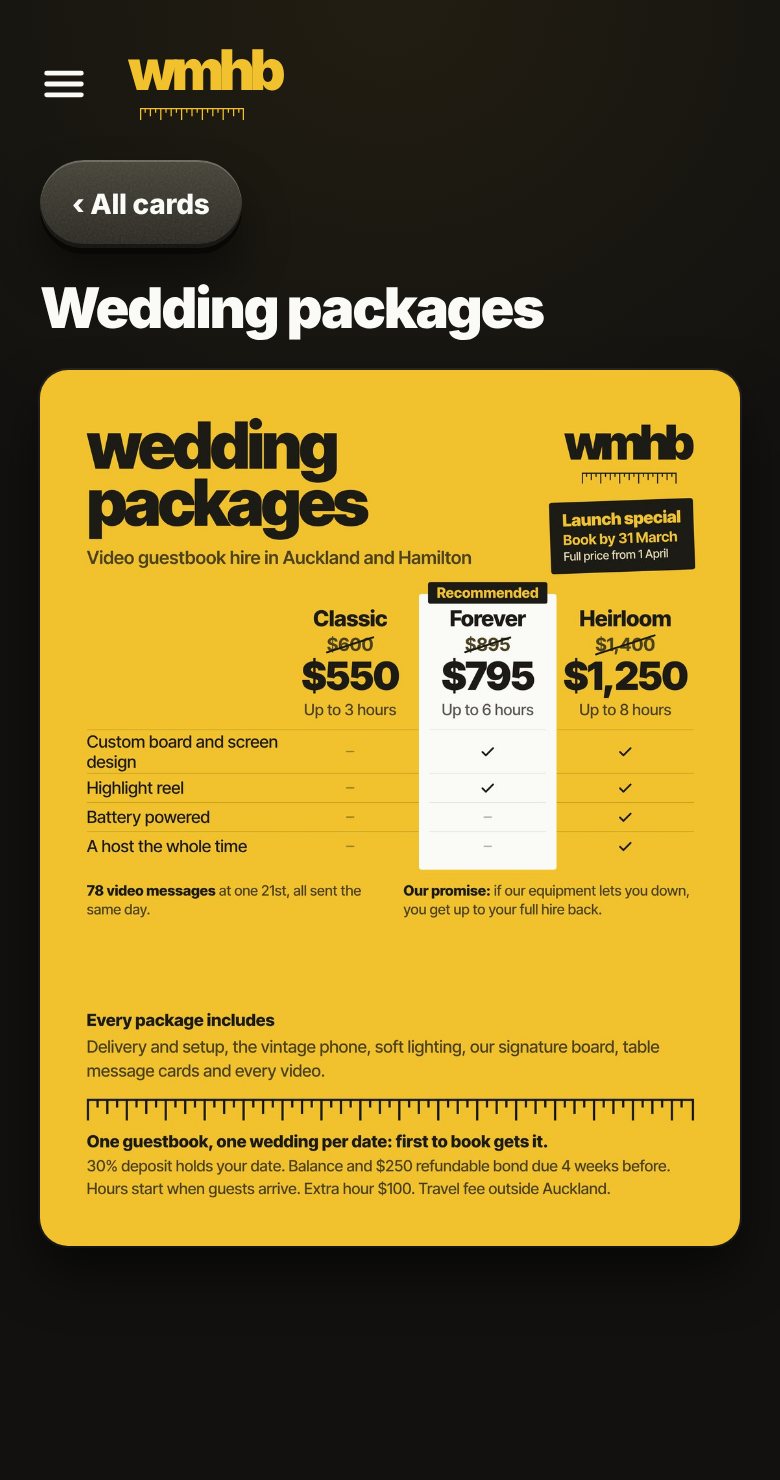 wmhb
‹ All cards
Wedding packages
wedding
packages
Video guestbook hire in Auckland and Hamilton
wmhb
Launch special
Book by 31 March
Full price from 1 April
Recommended
Classic Forever Heirloom
$600 $895 $1,400
$550 $795 $1,250
Up to 3 hours Up to 6 hours Up to 8 hours
Custom board and screen
design – ✓ ✓
Highlight reel – ✓ ✓
Battery powered – – ✓
A host the whole time – – ✓
78 video messages at one 21st, all sent the
same day.
Our promise: if our equipment lets you down,
you get up to your full hire back.
Every package includes
Delivery and setup, the vintage phone, soft lighting, our signature board, table
message cards and every video.
One guestbook, one wedding per date: first to book gets it.
30% deposit holds your date. Balance and $250 refundable bond due 4 weeks before.
Hours start when guests arrive. Extra hour $100. Travel fee outside Auckland.